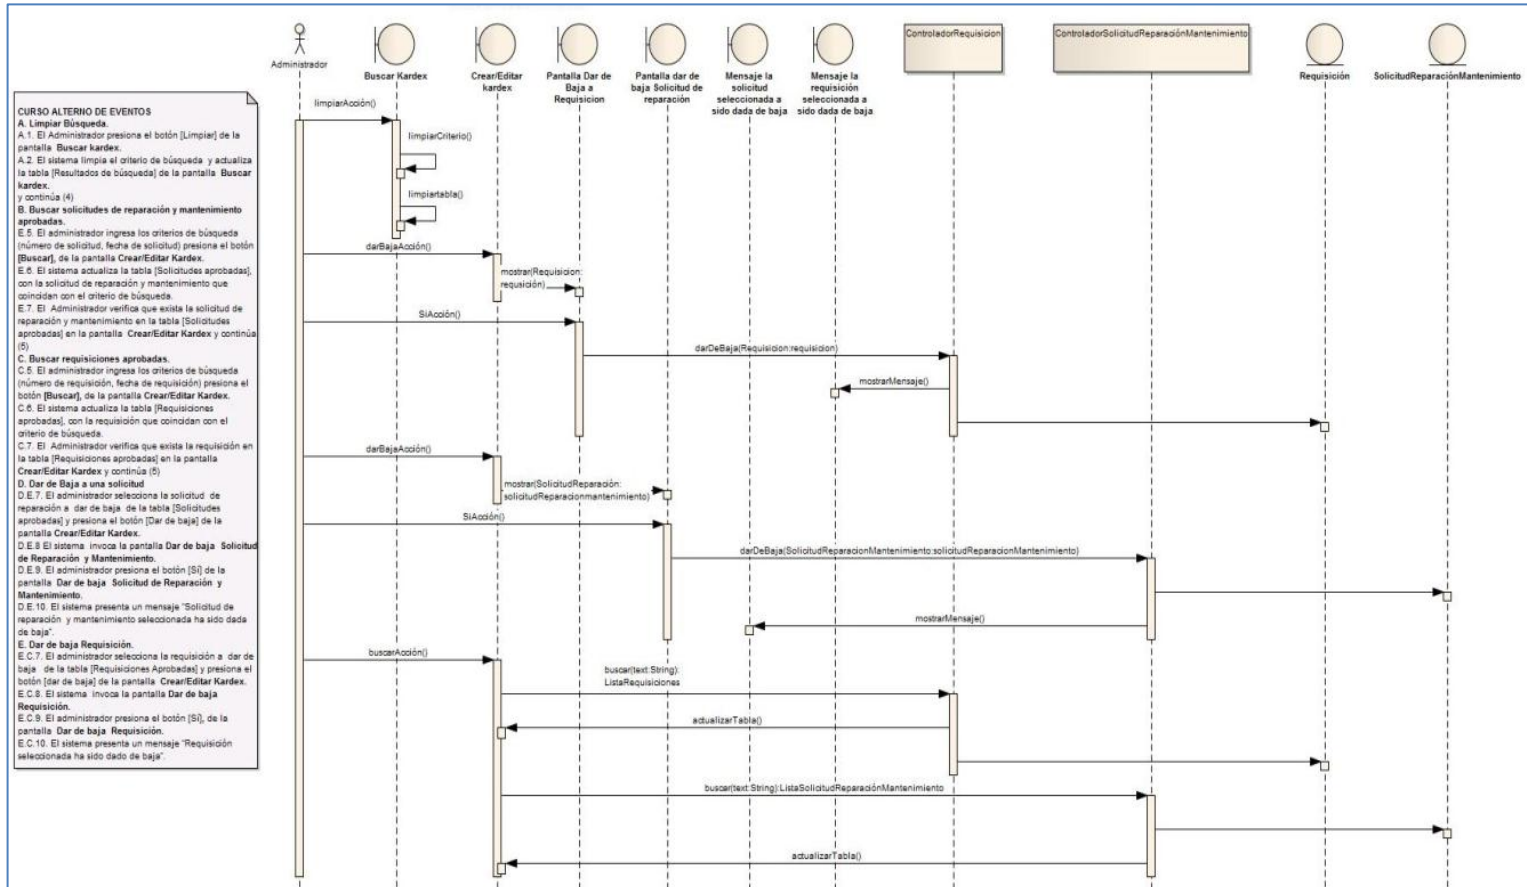 Administrador
Buscar Kardex
Crear/Editar
kardex
Pantalla Dar de
Baja a
Requisicion
Pantalla dar de
baja Solicitud de
reparación
Mensaje la
solicitud
seleccionada a
sido dada de baja
Mensaje la
requisición
seleccionada a
sido dada de baja
ControladorRequisicion
ControladorSolicitudReparaciónMantenimiento
Requisición
SolicitudReparaciónMantenimiento
CURSO ALTERNO DE EVENTOS
A. Limpiar Búsqueda.
A.1. El Administrador presiona el botón [Limpiar] de la
pantalla Buscar kardex.
A.2. El sistema limpia el criterio de búsqueda y actualiza
la tabla [Resultados de búsqueda] de la pantalla Buscar
kardex.
y continúa (4)
B. Buscar solicitudes de reparación y mantenimiento
aprobadas.
E.5. El administrador ingresa los criterios de búsqueda
(número de solicitud, fecha de solicitud) presiona el botón
[Buscar], de la pantalla Crear/Editar Kardex.
E.6. El sistema actualiza la tabla [Solicitudes aprobadas],
con la solicitud de reparación y mantenimiento que
coincidan con el criterio de búsqueda.
E.7. El Administrador verifica que exista la solicitud de
reparación y mantenimiento en la tabla [Solicitudes
aprobadas] en la pantalla Crear/Editar Kardex y continúa
(5)
C. Buscar requisiciones aprobadas.
C.5. El administrador ingresa los criterios de búsqueda
(número de requisición, fecha de requisición) presiona el
botón [Buscar], de la pantalla Crear/Editar Kardex.
C.6. El sistema actualiza la tabla [Requisiciones
aprobadas], con la requisición que coincidan con el
criterio de búsqueda.
C.7. El Administrador verifica que exista la requisición en
la tabla [Requisiciones aprobadas] en la pantalla
Crear/Editar Kardex y continúa (5)
D. Dar de Baja a una solicitud
D.E.7. El administrador selecciona la solicitud de
reparación a dar de baja de la tabla [Solicitudes
aprobadas] y presiona el botón [Dar de baja] de la
pantalla Crear/Editar Kardex.
D.E.8 El sistema invoca la pantalla Dar de baja Solicitud
de Reparación y Mantenimiento.
D.E.9. El administrador presiona el botón [Sí] de la
pantalla Dar de baja Solicitud de Reparación y
Mantenimiento.
D.E.10. El sistema presenta un mensaje "Solicitud de
reparación y mantenimiento seleccionada ha sido dada
de baja".
E. Dar de baja Requisición.
E.C.7. El administrador selecciona la requisición a dar de
baja de la tabla [Requisiciones Aprobadas] y presiona el
botón [dar de baja] de la pantalla Crear/Editar Kardex.
E.C.8. El sistema invoca la pantalla Dar de baja
Requisición.
E.C.9. El administrador presiona el botón [Sí], de la
pantalla Dar de baja Requisición.
E.C.10. El sistema presenta un mensaje "Requisición
seleccionada ha sido dado de baja".
limpiarAcción()
limpiarCriterio()
limpiartabla()
darBajaAcción()
mostrar(Requisicion:
requsición)
SiAcción()
darDeBaja(Requisicion:requisicion)
mostrarMensaje()
darBajaAcción()
mostrar(SolicitudReparación:
solicitudReparacionmantenimiento)
SiAcción()
darDeBaja(SolicitudReparacionMantenimiento:solicitudReparacionMantenimiento)
mostrarMensaje()
buscarAcción()
buscar(text:String):
ListaRequisiciones
actualizarTabla()
buscar(text:String):ListaSolicitudReparaciónMantenimiento
actualizarTabla()